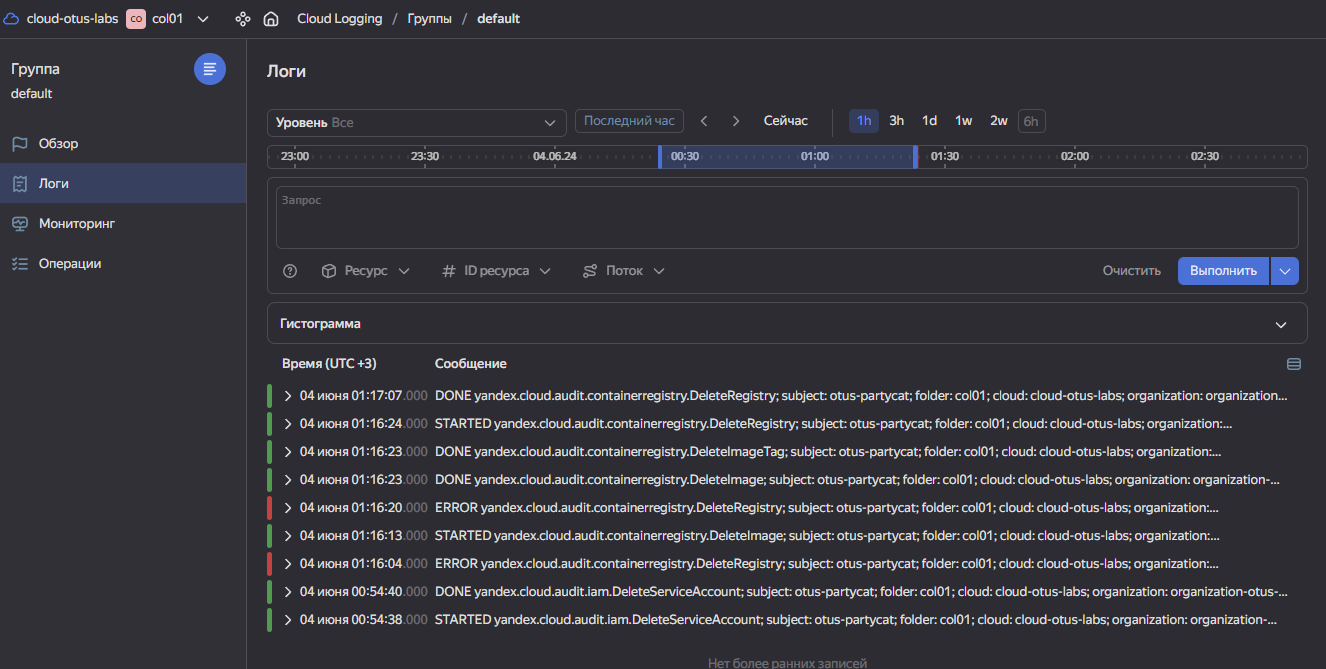 cloud-otus-labs co col01 Cloud Logging / Группы / default
Группа
default
Обзор
Логи
Мониторинг
Операции
Логи
Уровень Все Последний час Сейчас 1h 3h 1d 1w 2w 6h
23:00 23:30 04.06.24 00:30 01:00 01:30 02:00 02:30
Запрос
Ресурс ID ресурса Поток Очистить Выполнить
Гистограмма
Время (UTC +3) Сообщение
04 июня 01:17:07.000 DONE yandex.cloud.audit.containerregistry.DeleteRegistry; subject: otus-partycat; folder: col01; cloud: cloud-otus-labs; organization: organization...
04 июня 01:16:24.000 STARTED yandex.cloud.audit.containerregistry.DeleteRegistry; subject: otus-partycat; folder: col01; cloud: cloud-otus-labs; organization:...
04 июня 01:16:23.000 DONE yandex.cloud.audit.containerregistry.DeleteImageTag; subject: otus-partycat; folder: col01; cloud: cloud-otus-labs; organization:...
04 июня 01:16:23.000 DONE yandex.cloud.audit.containerregistry.DeleteImage; subject: otus-partycat; folder: col01; cloud: cloud-otus-labs; organization: organization-...
04 июня 01:16:20.000 ERROR yandex.cloud.audit.containerregistry.DeleteRegistry; subject: otus-partycat; folder: col01; cloud: cloud-otus-labs; organization:...
04 июня 01:16:13.000 STARTED yandex.cloud.audit.containerregistry.DeleteImage; subject: otus-partycat; folder: col01; cloud: cloud-otus-labs; organization:...
04 июня 01:16:04.000 ERROR yandex.cloud.audit.containerregistry.DeleteRegistry; subject: otus-partycat; folder: col01; cloud: cloud-otus-labs; organization:...
04 июня 00:54:40.000 DONE yandex.cloud.audit.iam.DeleteServiceAccount; subject: otus-partycat; folder: col01; cloud: cloud-otus-labs; organization: organization-otus-...
04 июня 00:54:38.000 STARTED yandex.cloud.audit.iam.DeleteServiceAccount; subject: otus-partycat; folder: col01; cloud: cloud-otus-labs; organization: organization-...
Нет более ранних записей